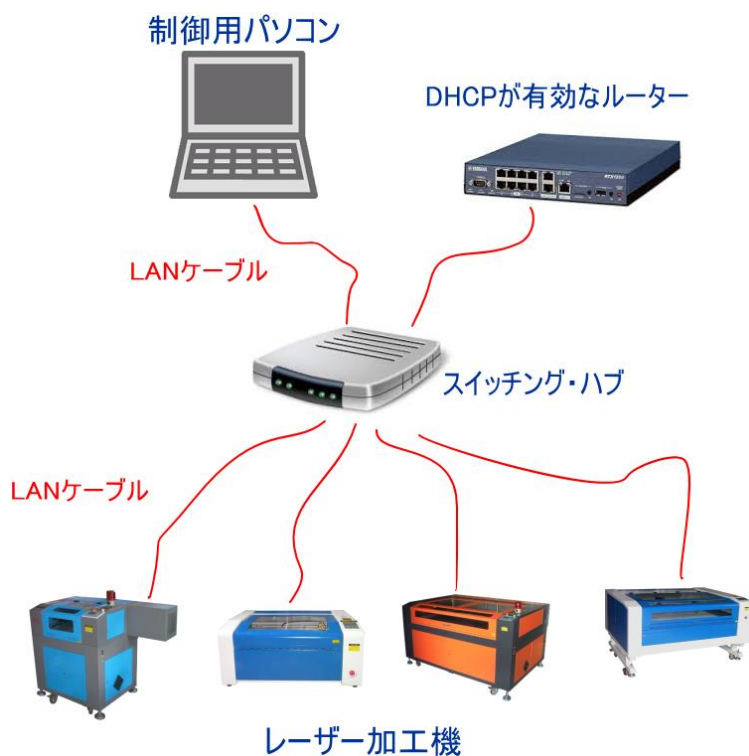 制御用パソコン
DHCPが有効なルーター
YAMAHA
RTX1200
LANケーブル
スイッチング・ハブ
LANケーブル
レーザー加工機